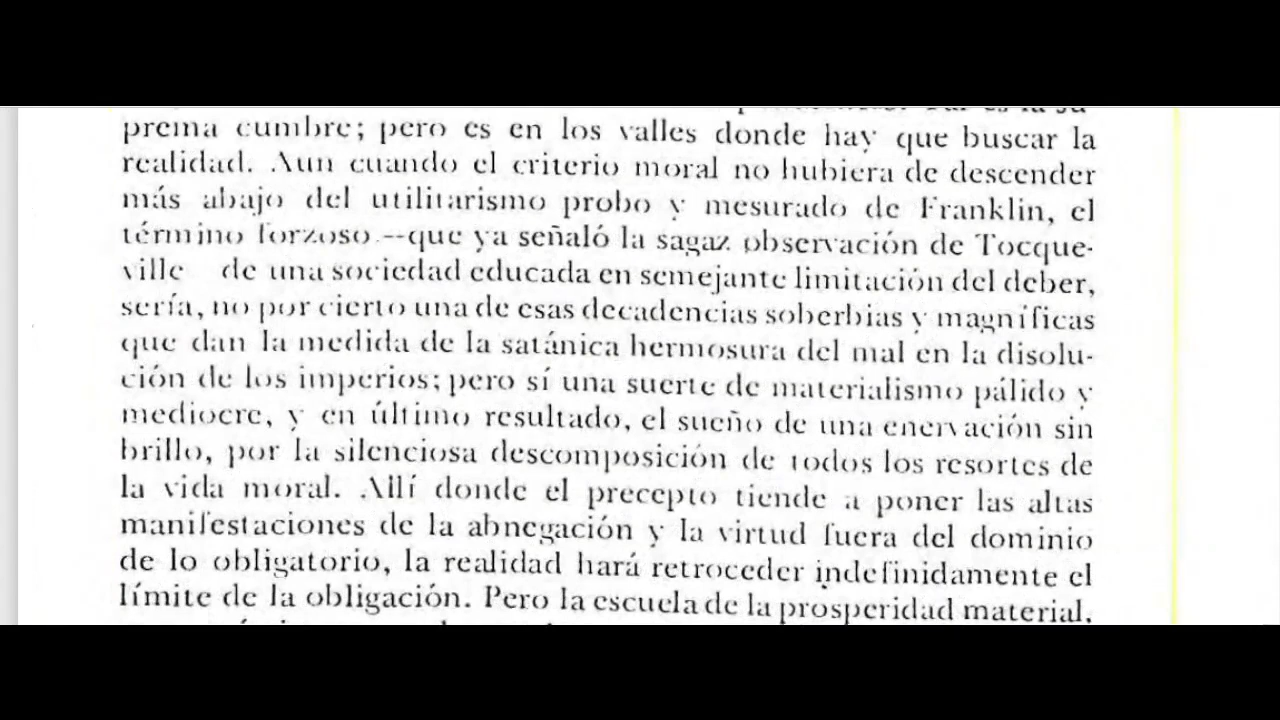 prema cumbre; pero es en los valles donde hay que buscar la
realidad. Aun cuando el criterio moral no hubiera de descender
más abajo del utilitarismo probo y mesurado de Franklin, el
término forzoso --que ya señaló la sagaz observación de Tocque-
ville de una sociedad educada en semejante limitación del deber,
sería, no por cierto una de esas decadencias soberbias y magníficas
que dan la medida de la satánica hermosura del mal en la disolu-
ción de los imperios; pero sí una suerte de materialismo pálido y
mediocre, y en último resultado, el sueño de una enervación sin
brillo, por la silenciosa descomposición de todos los resortes de
la vida moral. Allí donde el precepto tiende a poner las altas
manifestaciones de la abnegación y la virtud fuera del dominio
de lo obligatorio, la realidad hará retroceder indefinidamente el
límite de la obligación. Pero la escuela de la prosperidad material,